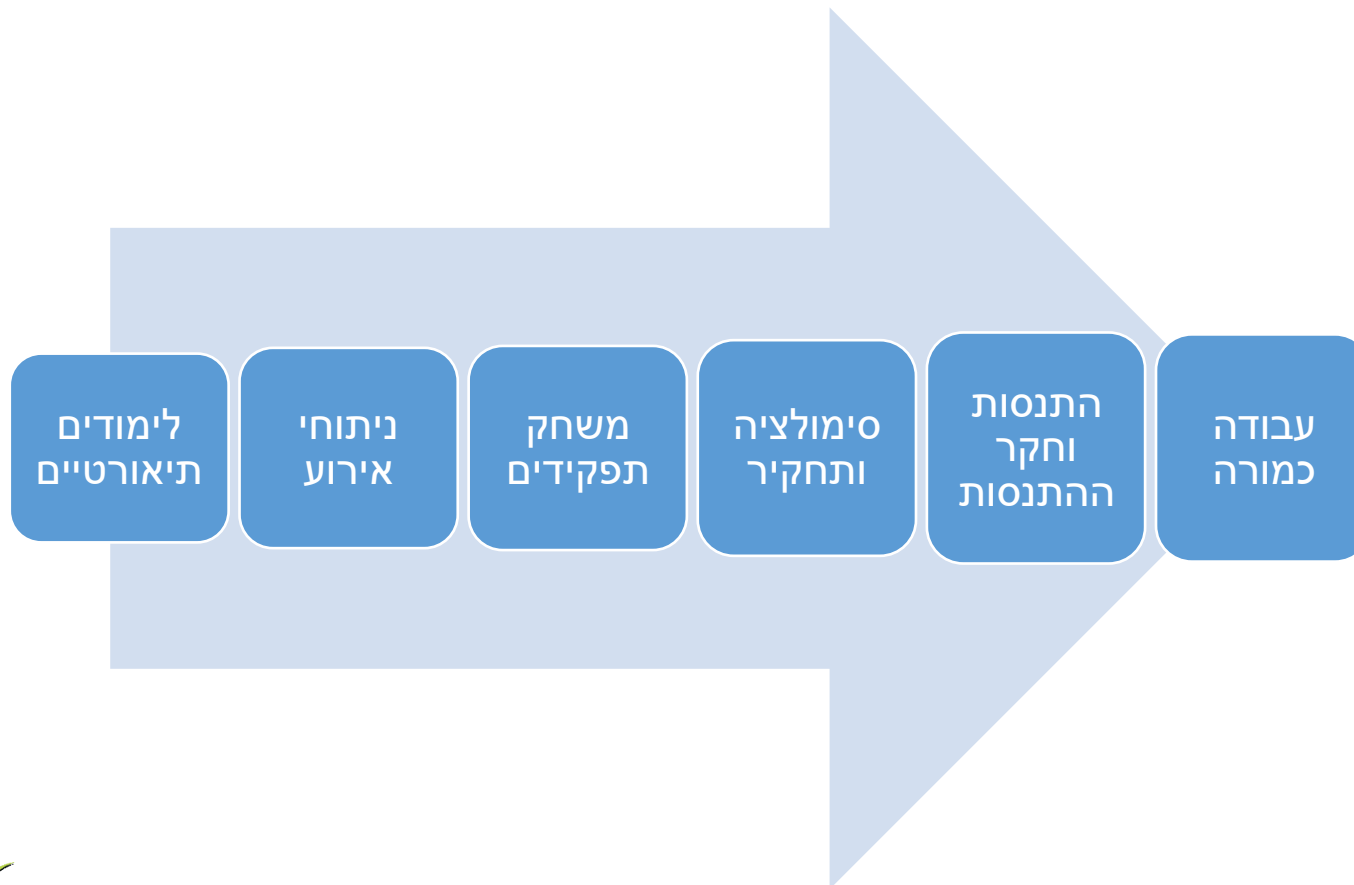 לימודים
תיאורטיים
ניתוחי
אירוע
משחק
תפקידים
סימולציה
ותחקיר
התנסות
וחקר
ההתנסות
עבודה
כמורה